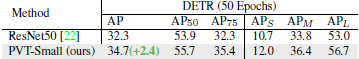 Method DETR (50 Epochs)
AP AP50 AP75 APS APM APL
ResNet50 [22] 32.3 53.9 32.3 10.7 33.8 53.0
PVT-Small (ours) 34.7(+2.4) 55.7 35.4 12.0 36.4 56.7